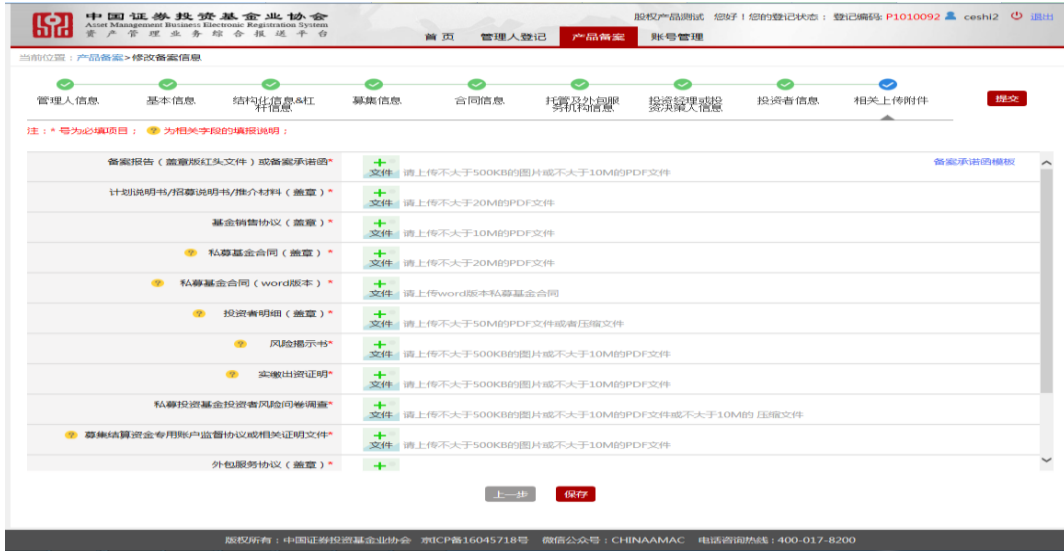 中国证券投资基金业协会
Asset Management Business Electronic Registration System
资产管理业务综合报送平台
股权产品测试 您好！您的登记状态： 登记编码: P1010092 ceshi2 退出
首页 管理人登记 产品备案 账号管理
当前位置：产品备案>修改备案信息
管理人信息 基本信息 结构化信息&杠杆信息 募集信息 合同信息 托管及外包服务机构信息 投资经理或投资决策人信息 投资者信息 相关上传附件 提交
注：* 号为必填项目； ? 为相关字段的填报说明；
备案报告（盖章版红头文件）或备案承诺函* 文件 请上传不大于500KB的图片或不大于10M的PDF文件 备案承诺函模板
计划说明书/招募说明书/推介材料（盖章）* 文件 请上传不大于20M的PDF文件
基金销售协议（盖章）* 文件 请上传不大于10M的PDF文件
? 私募基金合同（盖章）* 文件 请上传不大于20M的PDF文件
? 私募基金合同（word版本）* 文件 请上传word版本私募基金合同
? 投资者明细（盖章）* 文件 请上传不大于50M的PDF文件或者压缩文件
? 风险揭示书* 文件 请上传不大于500KB的图片或不大于10M的PDF文件
? 实缴出资证明* 文件 请上传不大于500KB的图片或不大于10M的PDF文件
私募投资基金投资者风险问卷调查* 文件 请上传不大于500KB的图片或不大于10M的PDF文件或不大于10M的 压缩文件
? 募集结算资金专用账户监督协议或相关证明文件* 文件 请上传不大于500KB的图片或不大于10M的PDF文件
外包服务协议（盖章）*
上一步 保存
版权所有：中国证券投资基金业协会 京ICP备16045718号 微信公众号：CHINAAMAC 电话咨询热线：400-017-8200